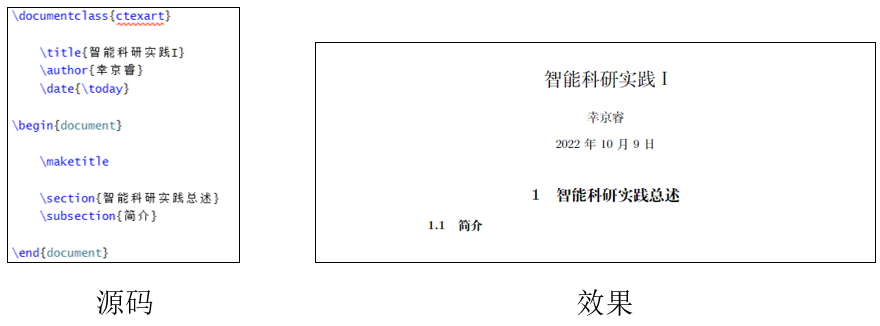 \documentclass{ctexart}
\title{智能科研实践I}
\author{幸京睿}
\date{\today}
\begin{document}
\maketitle
\section{智能科研实践总述}
\subsection{简介}
\end{document}
源码
智能科研实践 I
幸京睿
2022 年 10 月 9 日
1 智能科研实践总述
1.1 简介
效果